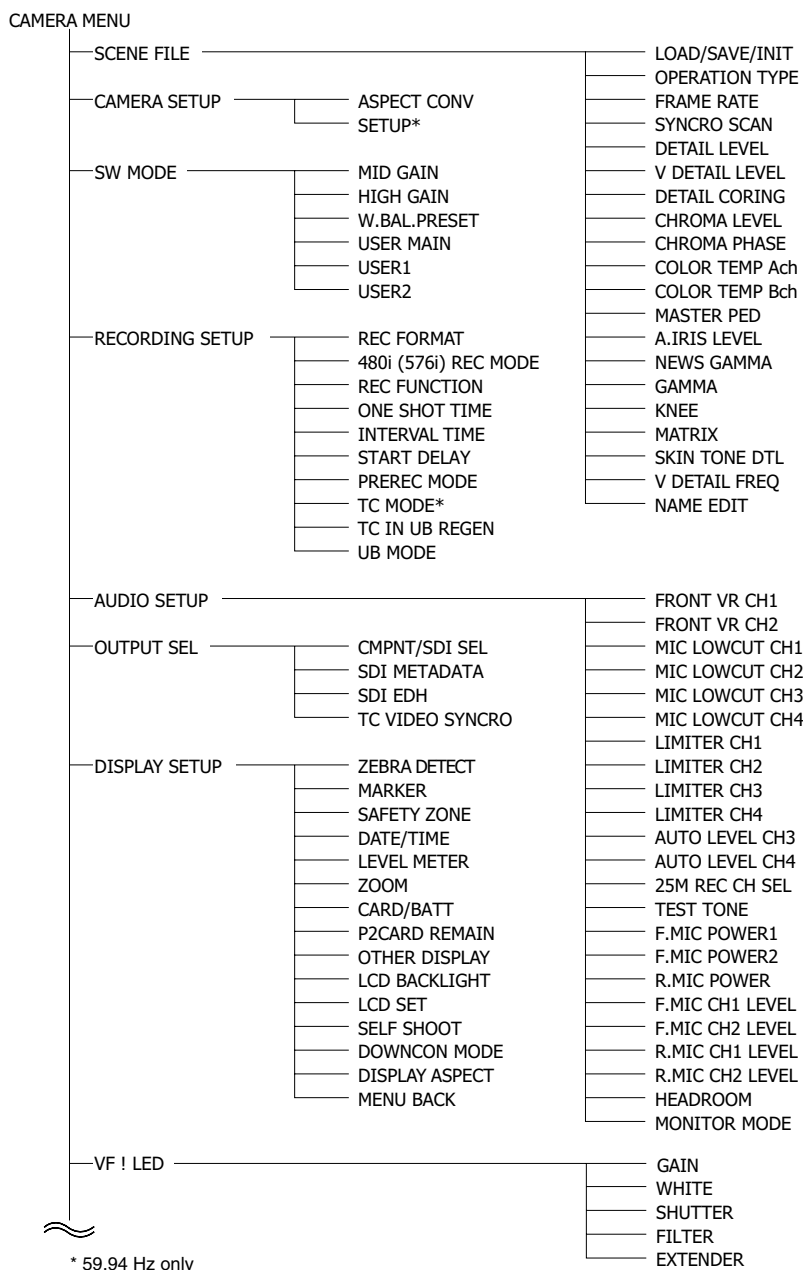 CAMERA MENU
SCENE FILE
LOAD/SAVE/INIT
OPERATION TYPE
FRAME RATE
SYNCRO SCAN
DETAIL LEVEL
V DETAIL LEVEL
DETAIL CORING
CHROMA LEVEL
CHROMA PHASE
COLOR TEMP Ach
COLOR TEMP Bch
MASTER PED
A.IRIS LEVEL
NEWS GAMMA
GAMMA
KNEE
MATRIX
SKIN TONE DTL
V DETAIL FREQ
NAME EDIT
CAMERA SETUP
ASPECT CONV
SETUP*
SW MODE
MID GAIN
HIGH GAIN
W.BAL.PRESET
USER MAIN
USER1
USER2
RECORDING SETUP
REC FORMAT
480i (576i) REC MODE
REC FUNCTION
ONE SHOT TIME
INTERVAL TIME
START DELAY
PREREC MODE
TC MODE*
TC IN UB REGEN
UB MODE
AUDIO SETUP
FRONT VR CH1
FRONT VR CH2
MIC LOWCUT CH1
MIC LOWCUT CH2
MIC LOWCUT CH3
MIC LOWCUT CH4
LIMITER CH1
LIMITER CH2
LIMITER CH3
LIMITER CH4
AUTO LEVEL CH3
AUTO LEVEL CH4
25M REC CH SEL
TEST TONE
F.MIC POWER1
F.MIC POWER2
R.MIC POWER
F.MIC CH1 LEVEL
F.MIC CH2 LEVEL
R.MIC CH1 LEVEL
R.MIC CH2 LEVEL
HEADROOM
MONITOR MODE
OUTPUT SEL
CMPNT/SDI SEL
SDI METADATA
SDI EDH
TC VIDEO SYNCRO
DISPLAY SETUP
ZEBRA DETECT
MARKER
SAFETY ZONE
DATE/TIME
LEVEL METER
ZOOM
CARD/BATT
P2CARD REMAIN
OTHER DISPLAY
LCD BACKLIGHT
LCD SET
SELF SHOOT
DOWNCON MODE
DISPLAY ASPECT
MENU BACK
VF ! LED
GAIN
WHITE
SHUTTER
FILTER
EXTENDER
* 59.94 Hz only